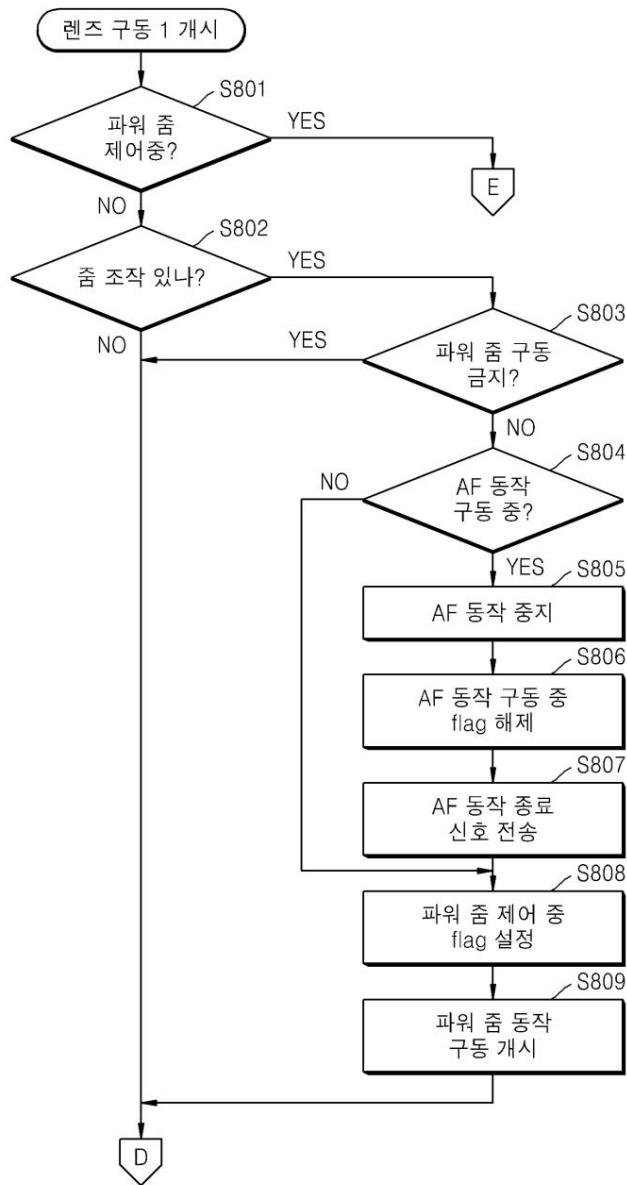 렌즈 구동 1 개시
S801
파워 줌
제어중?
YES
E
NO
S802
줌 조작 있나?
YES
S803
NO
YES
파워 줌 구동
금지?
NO
S804
NO
AF 동작
구동 중?
YES
S805
AF 동작 중지
S806
AF 동작 구동 중
flag 해제
S807
AF 동작 종료
신호 전송
S808
파워 줌 제어 중
flag 설정
S809
파워 줌 동작
구동 개시
D